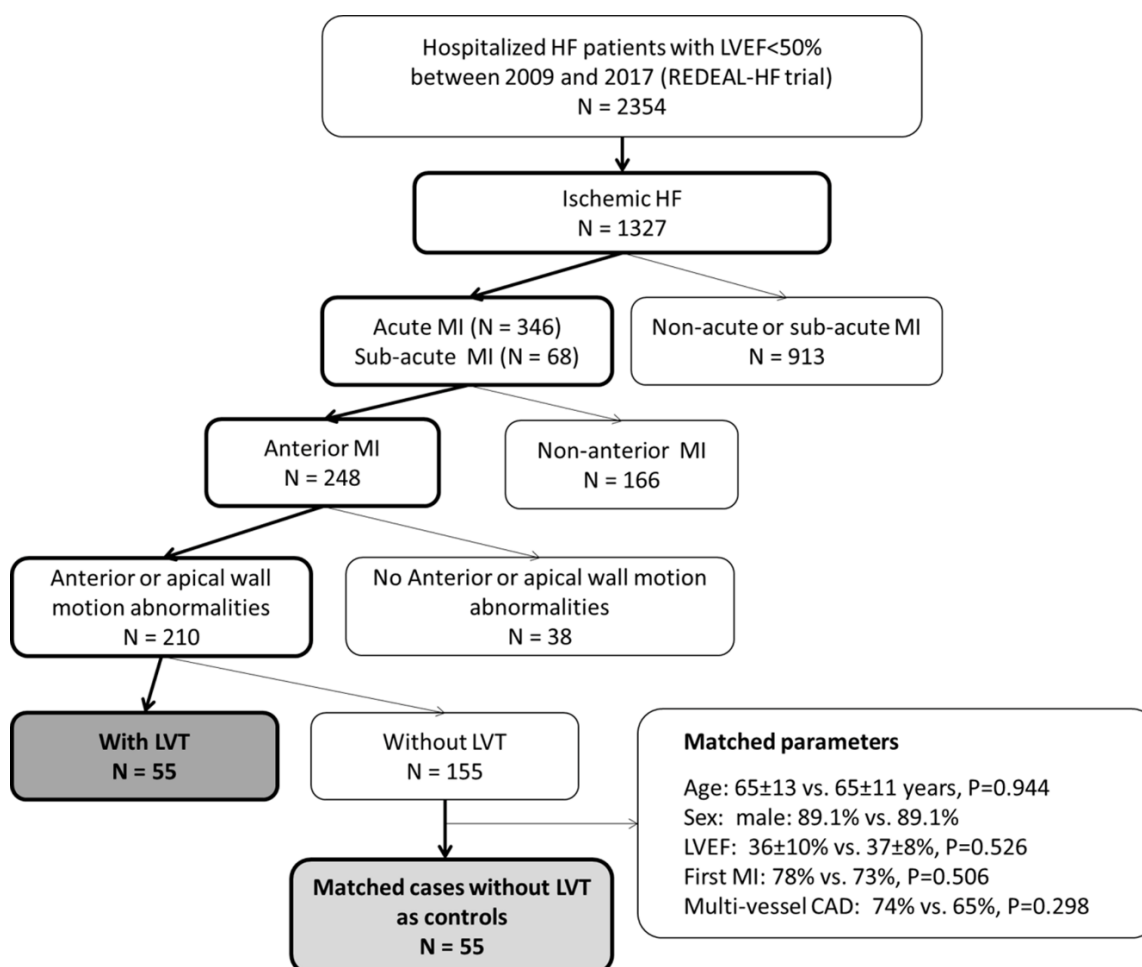 Hospitalized HF patients with LVEF<50%
between 2009 and 2017 (REDEAL-HF trial)
N = 2354
Ischemic HF
N = 1327
Acute MI (N = 346)
Sub-acute MI (N = 68)
Non-acute or sub-acute MI
N = 913
Anterior MI
N = 248
Non-anterior MI
N = 166
Anterior or apical wall
motion abnormalities
N = 210
No Anterior or apical wall motion
abnormalities
N = 38
With LVT
N = 55
Without LVT
N = 155
Matched parameters
Age: 65±13 vs. 65±11 years, P=0.944
Sex: male: 89.1% vs. 89.1%
LVEF: 36±10% vs. 37±8%, P=0.526
First MI: 78% vs. 73%, P=0.506
Multi-vessel CAD: 74% vs. 65%, P=0.298
Matched cases without LVT
as controls
N = 55